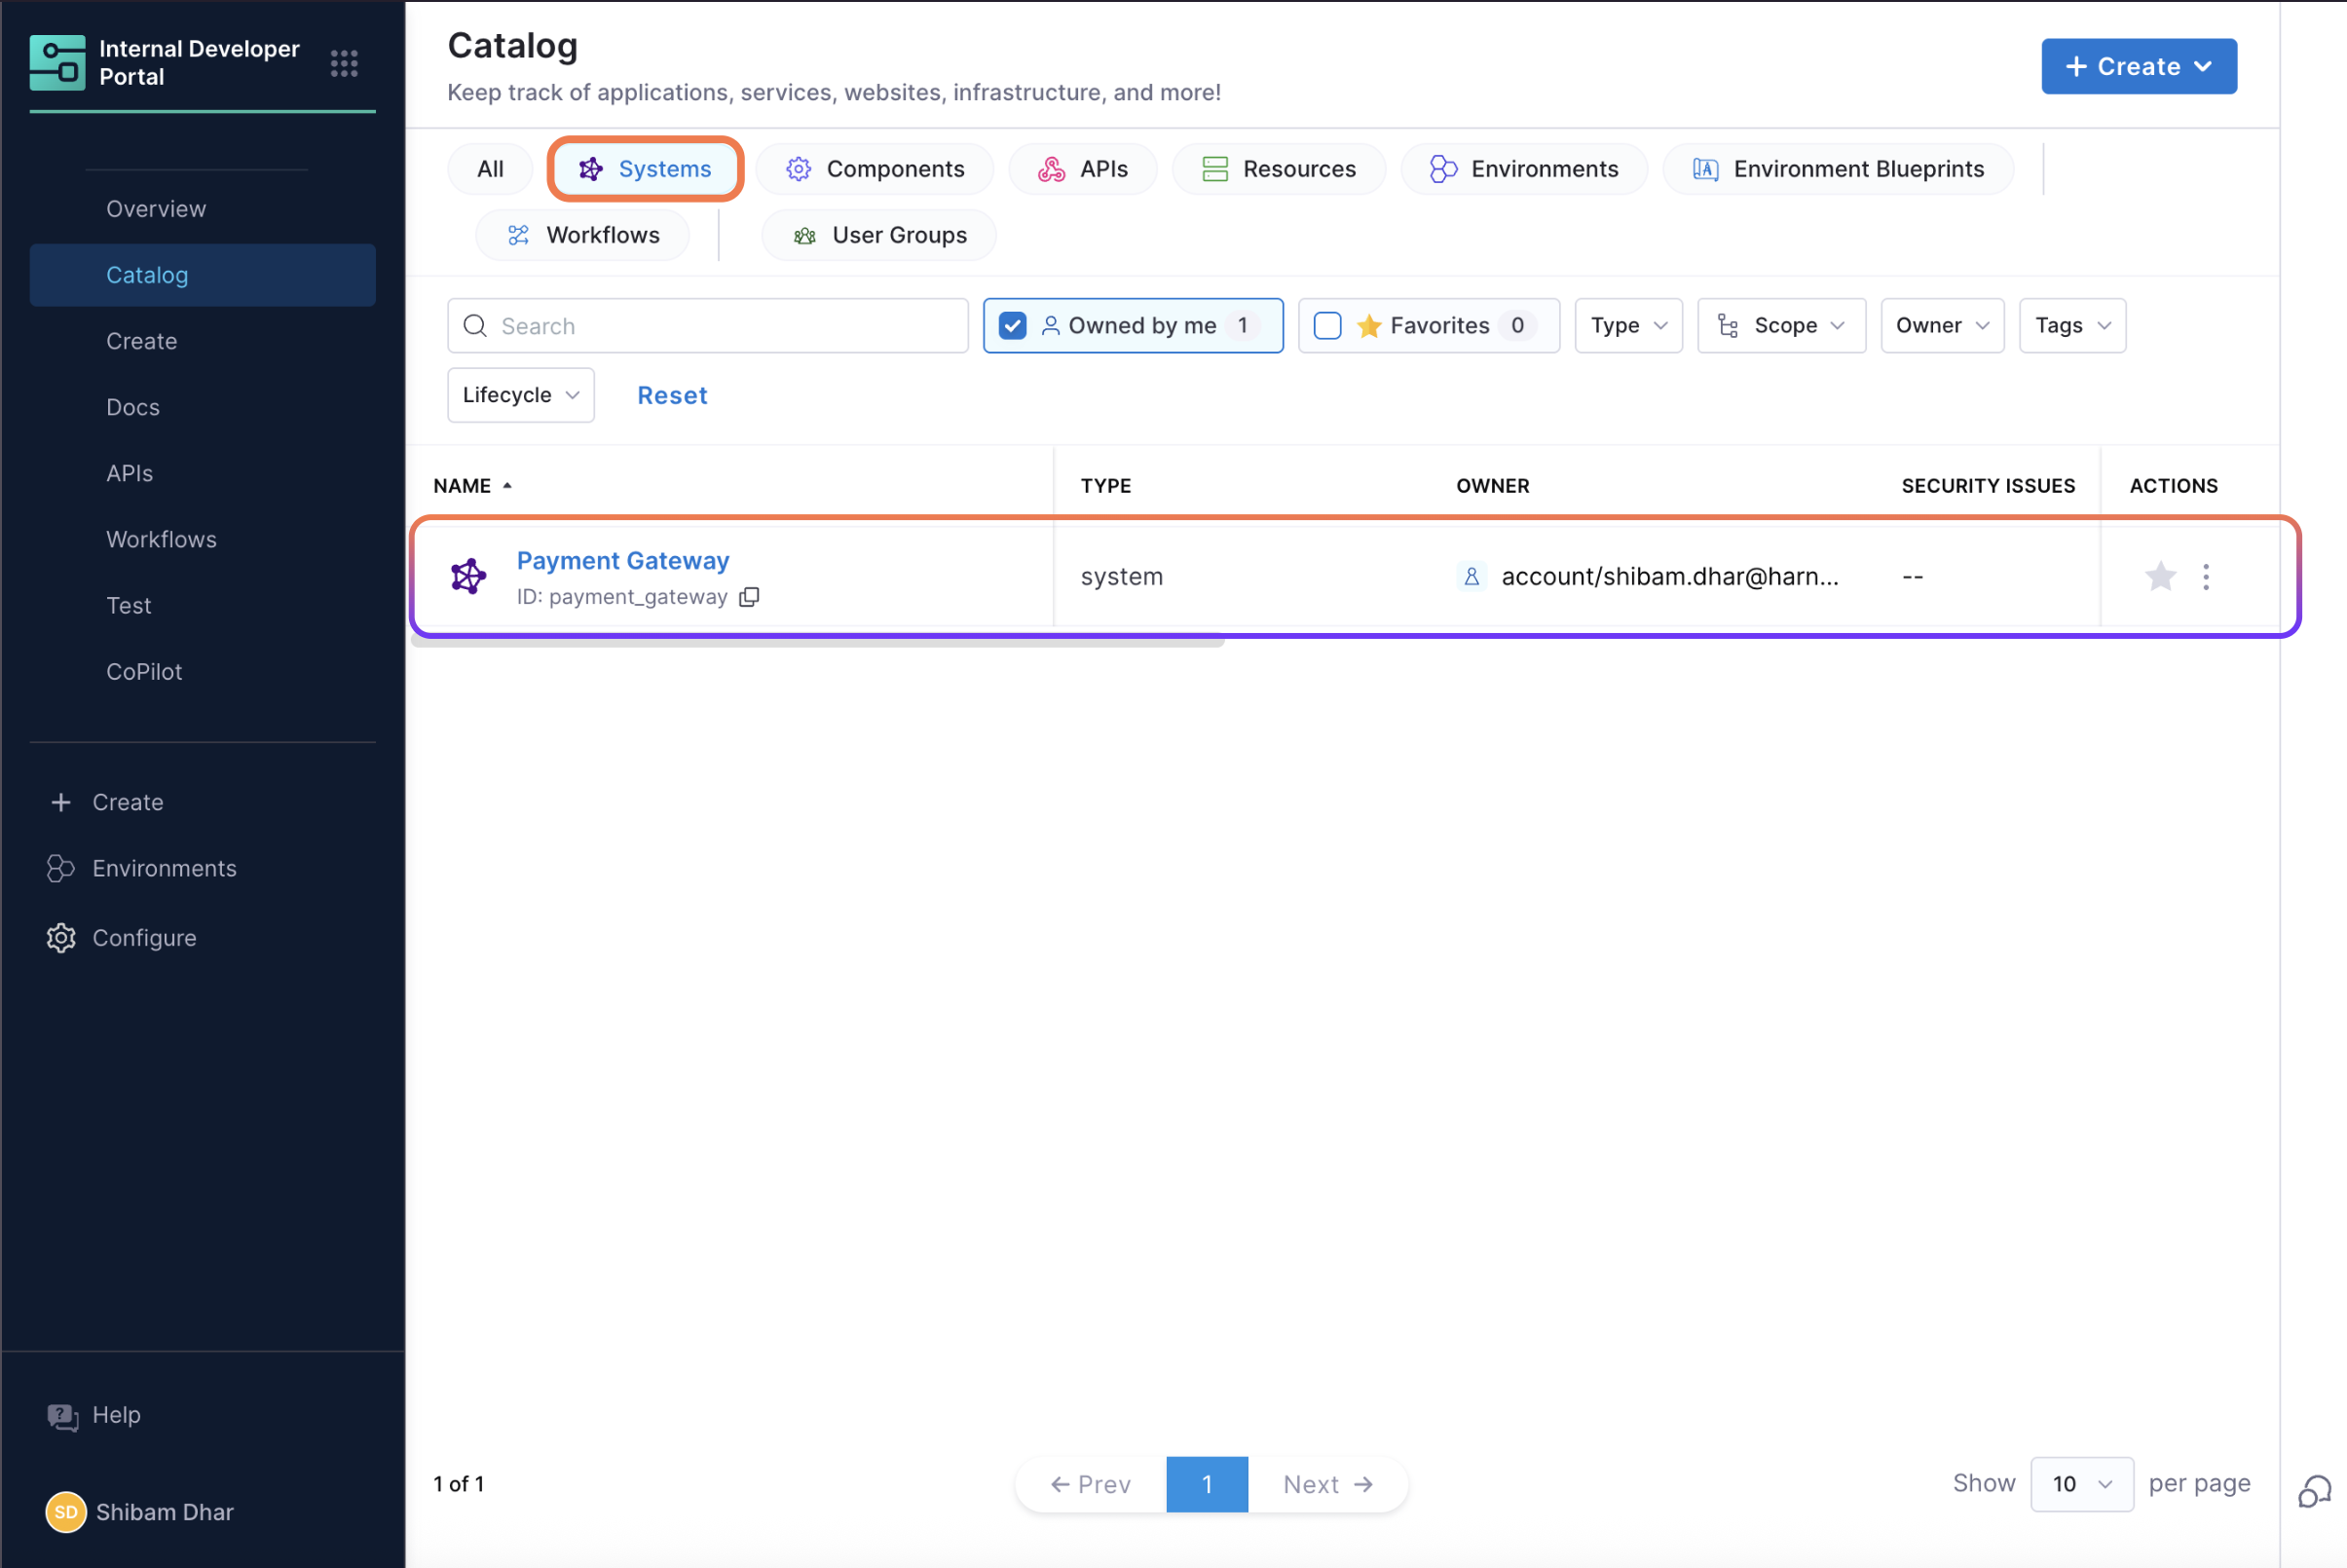 Internal Developer
Portal
Overview
Catalog
Create
Docs
APIs
Workflows
Test
CoPilot
Create
Environments
Configure
Help
SD Shibam Dhar
Catalog
Keep track of applications, services, websites, infrastructure, and more!
+ Create
All Systems Components APIs Resources Environments Environment Blueprints
Workflows User Groups
Search Owned by me 1 Favorites 0 Type Scope Owner Tags
Lifecycle Reset
NAME TYPE OWNER SECURITY ISSUES ACTIONS
Payment Gateway
ID: payment_gateway
system account/shibam.dhar@harn... --
1 of 1 ← Prev 1 Next → Show 10 per page